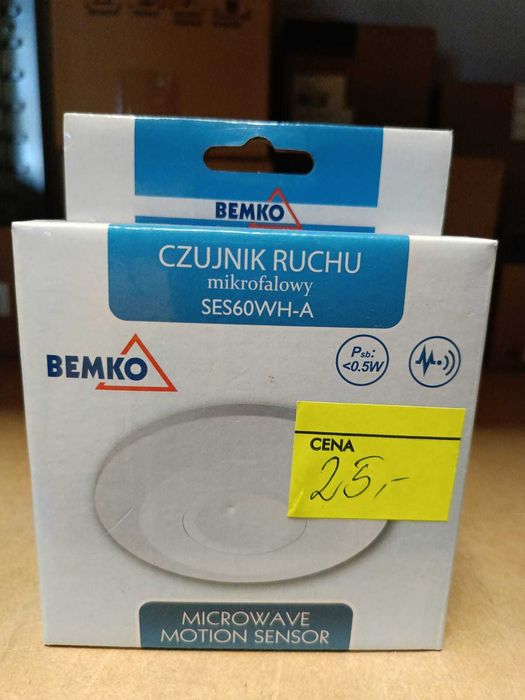 BEMKO
CZUJNIK RUCHU
mikrofalowy
SES60WH-A
BEMKO
Psb:
<0.5W
CENA
25,-
MICROWAVE
MOTION SENSOR